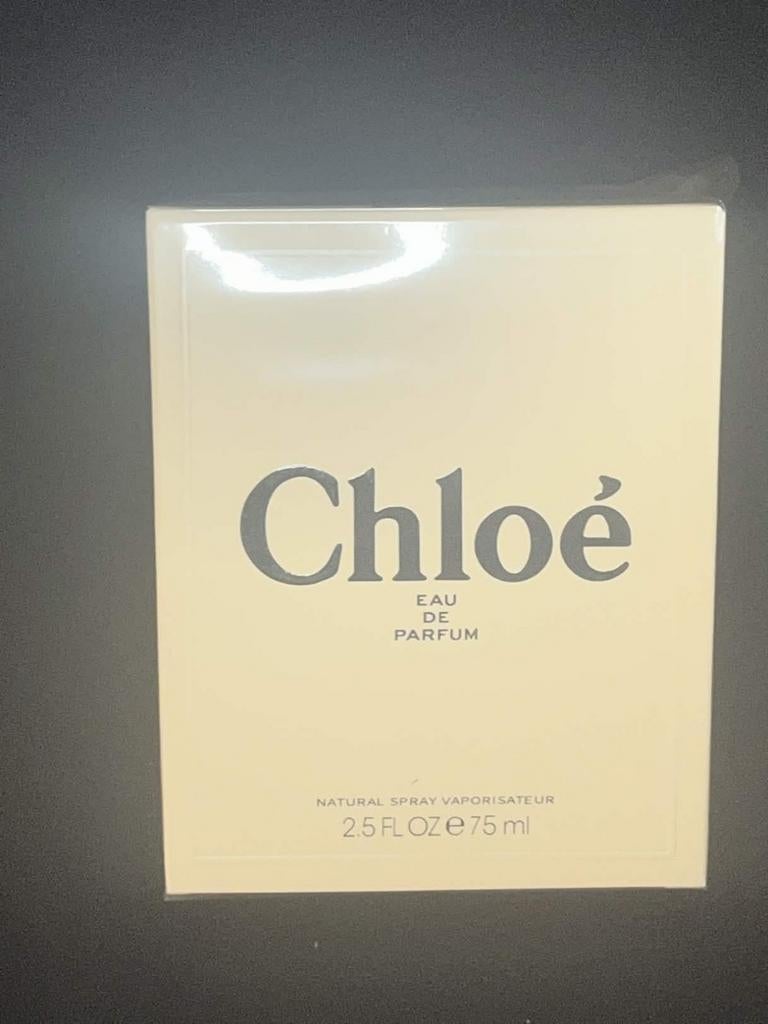 Chloé
EAU
DE
PARFUM
NATURAL SPRAY VAPORISATEUR
2.5 FL OZ e 75 ml